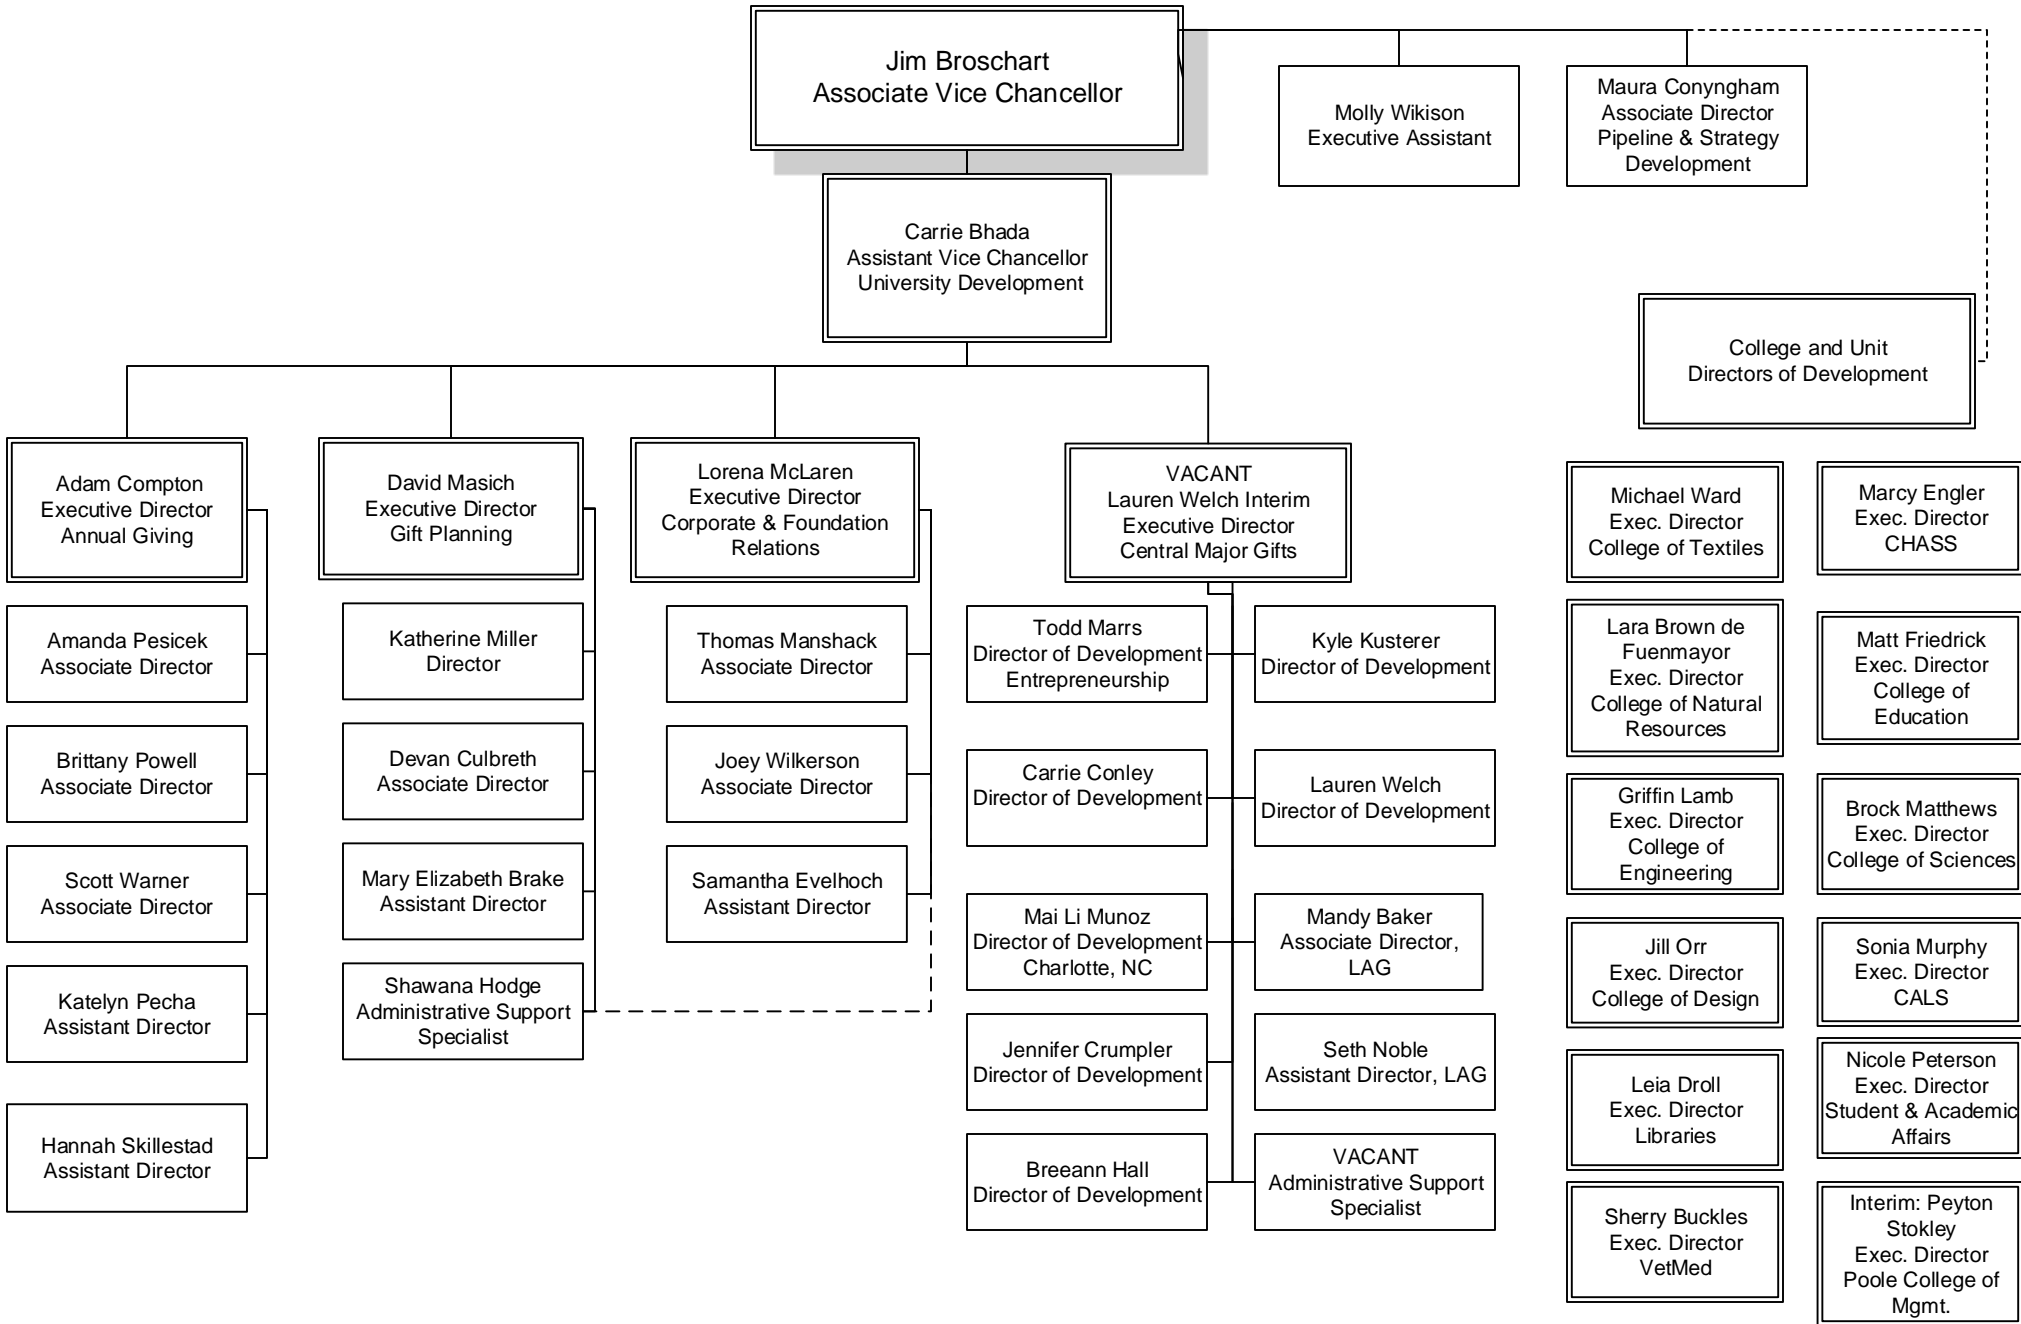 Jim Broschart
Associate Vice Chancellor
Molly Wikison
Executive Assistant
Maura Conyngham
Associate Director
Pipeline & Strategy
Development
Carrie Bhada
Assistant Vice Chancellor
University Development
College and Unit
Directors of Development
Adam Compton
Executive Director
Annual Giving
David Masich
Executive Director
Gift Planning
Lorena McLaren
Executive Director
Corporate & Foundation
Relations
VACANT
Lauren Welch Interim
Executive Director
Central Major Gifts
Amanda Pesicek
Associate Director
Brittany Powell
Associate Director
Scott Warner
Associate Director
Katelyn Pecha
Assistant Director
Hannah Skillestad
Assistant Director
Katherine Miller
Director
Devan Culbreth
Associate Director
Mary Elizabeth Brake
Assistant Director
Shawana Hodge
Administrative Support
Specialist
Thomas Manshack
Associate Director
Joey Wilkerson
Associate Director
Samantha Evelhoch
Assistant Director
Todd Marrs
Director of Development
Entrepreneurship
Kyle Kusterer
Director of Development
Carrie Conley
Director of Development
Lauren Welch
Director of Development
Mai Li Munoz
Director of Development
Charlotte, NC
Mandy Baker
Associate Director,
LAG
Jennifer Crumpler
Director of Development
Seth Noble
Assistant Director, LAG
Breeann Hall
Director of Development
VACANT
Administrative Support
Specialist
Michael Ward
Exec. Director
College of Textiles
Marcy Engler
Exec. Director
CHASS
Lara Brown de
Fuenmayor
Exec. Director
College of Natural
Resources
Matt Friedrick
Exec. Director
College of
Education
Griffin Lamb
Exec. Director
College of
Engineering
Brock Matthews
Exec. Director
College of Sciences
Jill Orr
Exec. Director
College of Design
Sonia Murphy
Exec. Director
CALS
Leia Droll
Exec. Director
Libraries
Nicole Peterson
Exec. Director
Student & Academic
Affairs
Sherry Buckles
Exec. Director
VetMed
Interim: Peyton
Stokley
Exec. Director
Poole College of
Mgmt.